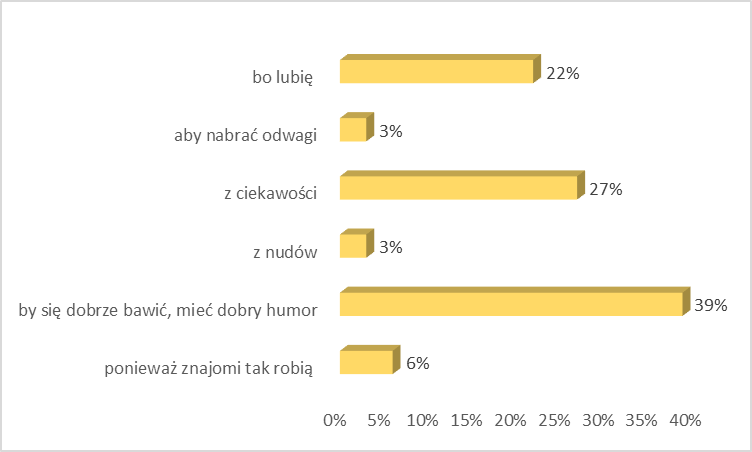 bo lubię 22%
aby nabrać odwagi 3%
z ciekawości 27%
z nudów 3%
by się dobrze bawić, mieć dobry humor 39%
ponieważ znajomi tak robią 6%
0% 5% 10% 15% 20% 25% 30% 35% 40%